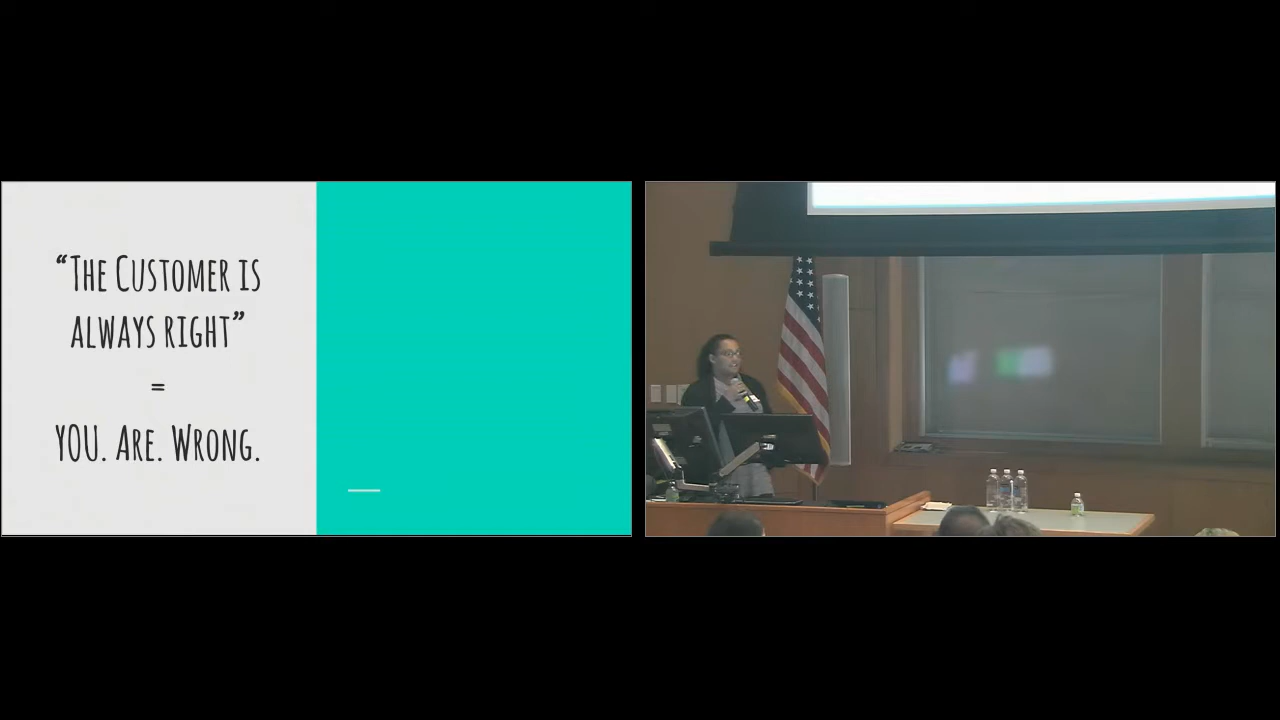 “The Customer is
always right”
=
YOU. Are. Wrong.